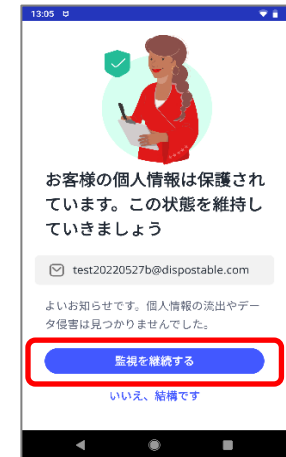 13:05
お客様の個人情報は保護され
ています。この状態を維持し
ていきましょう
test20220527b@dispostable.com
よいお知らせです。個人情報の流出やデー
タ侵害は見つかりませんでした。
監視を継続する
いいえ、結構です